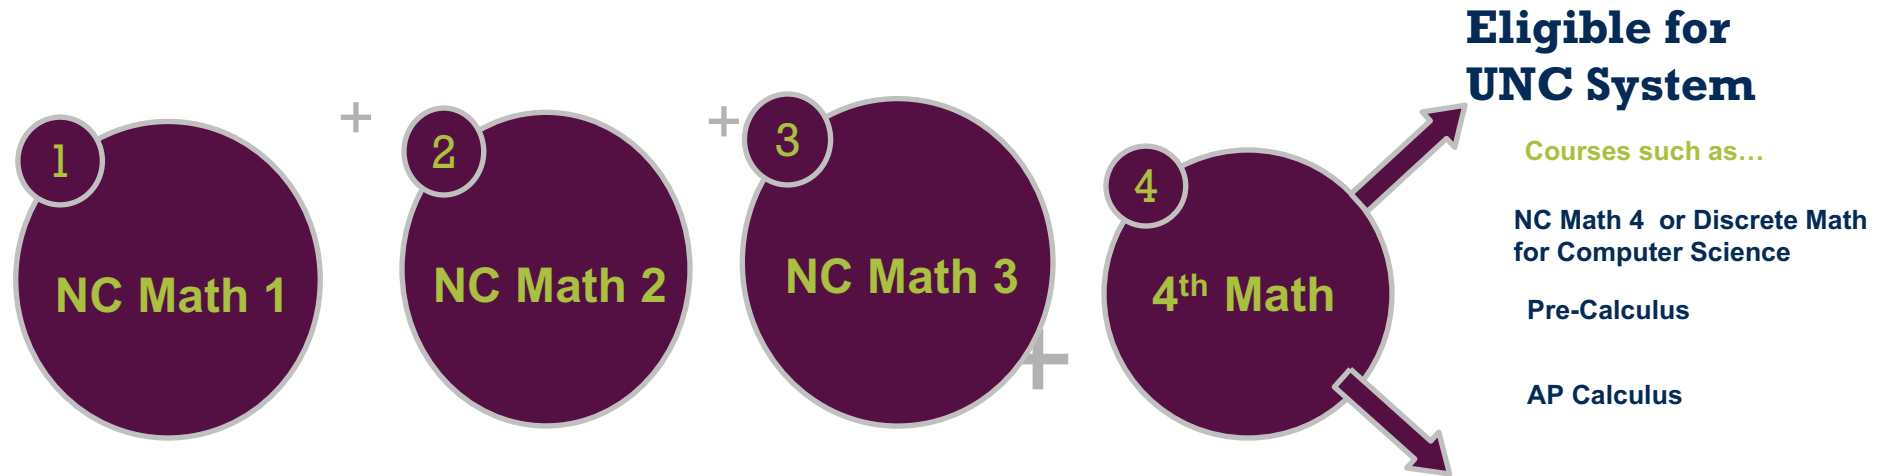 1
NC Math 1
+
2
NC Math 2
+
3
NC Math 3
+
4
4th Math
Eligible for
UNC System
Courses such as…
NC Math 4 or Discrete Math
for Computer Science
Pre-Calculus
AP Calculus